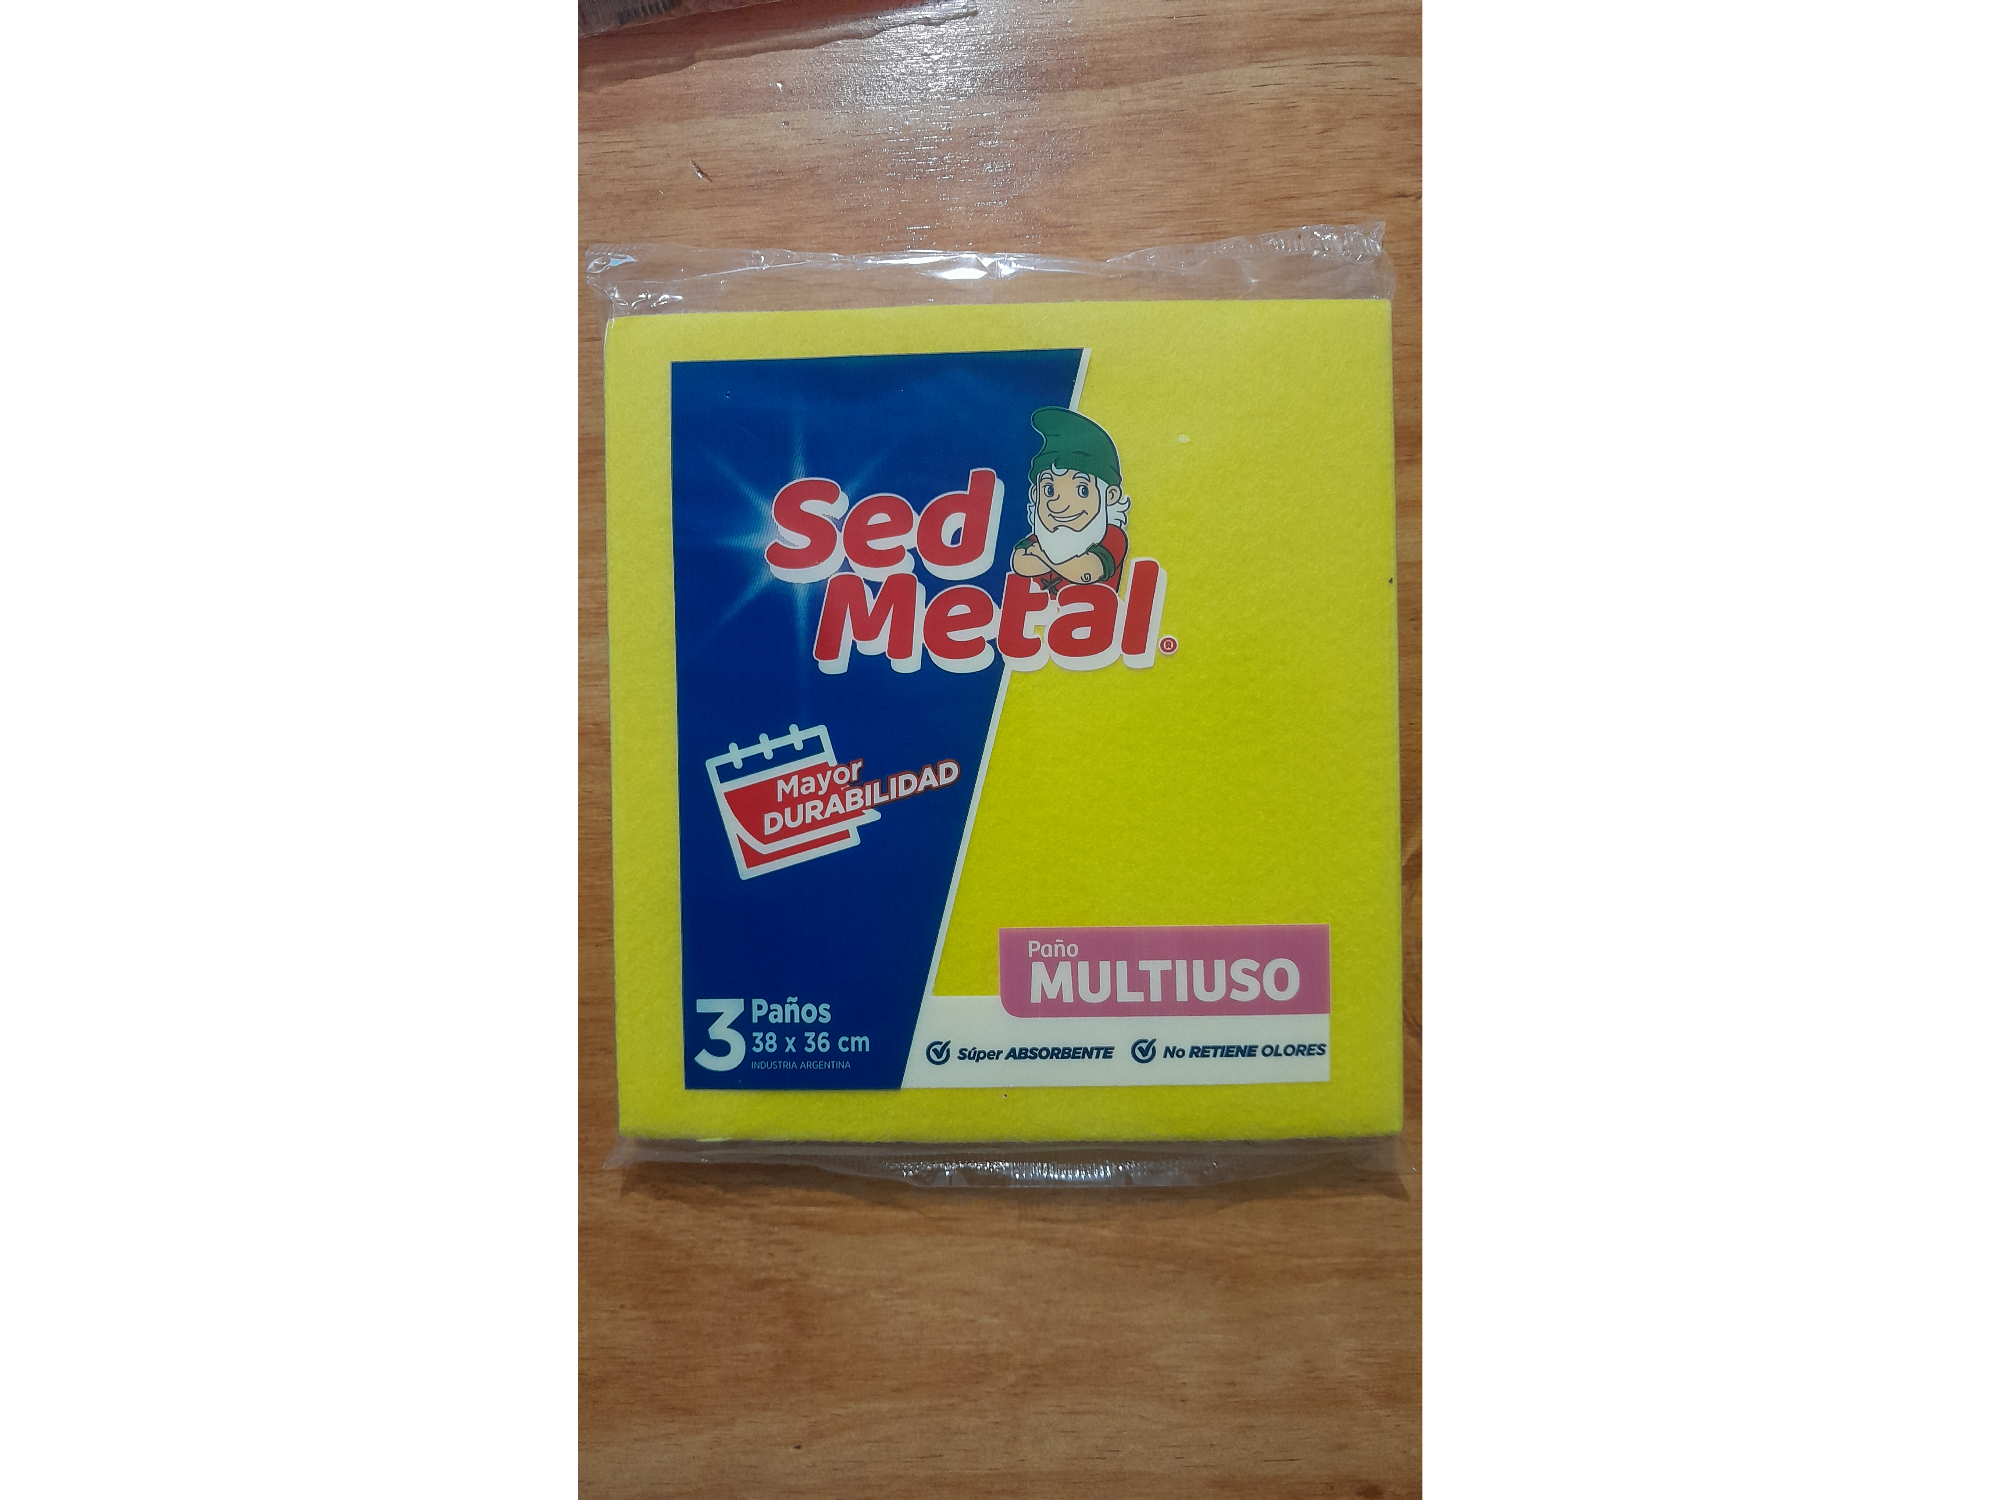 Sed
Metal
Mayor
DURABILIDAD
Paño
MULTIUSO
3 Paños
38 x 36 cm
INDUSTRIA ARGENTINA
Súper ABSORBENTE No RETIENE OLORES